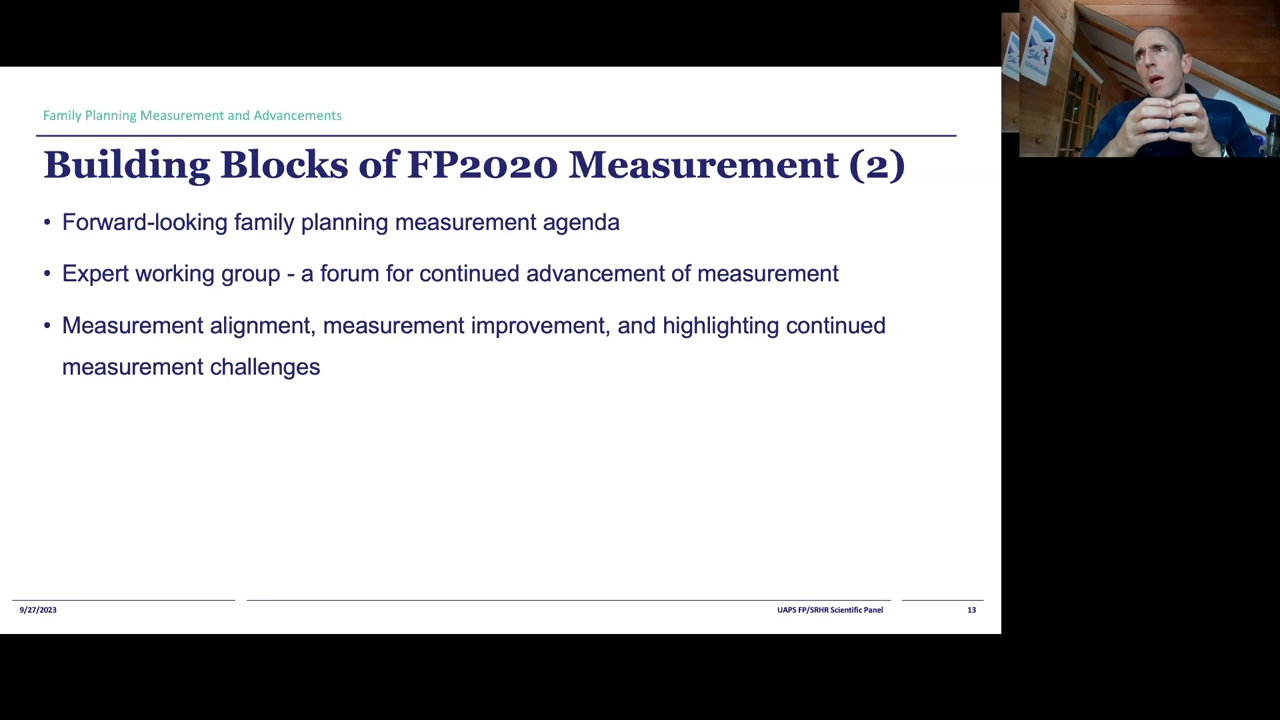 Family Planning Measurement and Advancements
Building Blocks of FP2020 Measurement (2)
• Forward-looking family planning measurement agenda
• Expert working group - a forum for continued advancement of measurement
• Measurement alignment, measurement improvement, and highlighting continued
measurement challenges
9/27/2023
UAPS FP/SRHR Scientific Panel
13
Ski